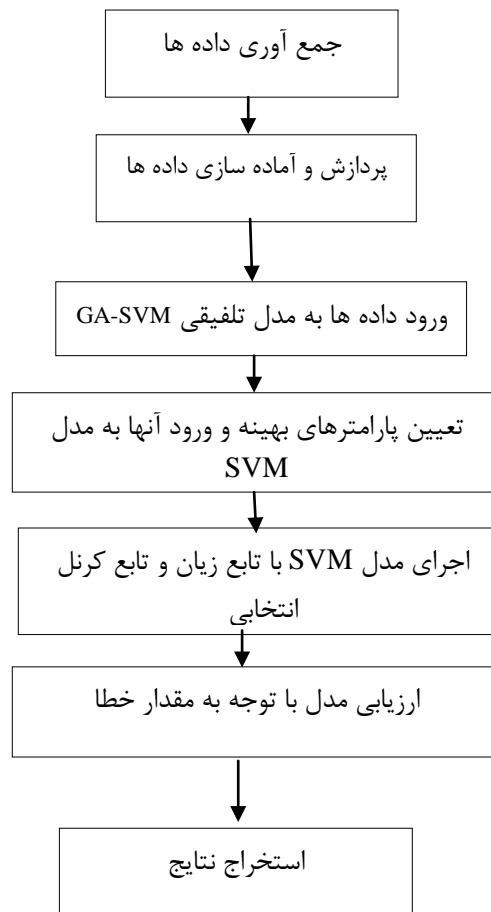 جمع آوری داده ها
پردازش و آماده سازی داده ها
ورود داده ها به مدل تلفیقی GA-SVM
تعیین پارامترهای بهینه و ورود آنها به مدل
SVM
اجرای مدل SVM با تابع زیان و تابع کرنل
انتخابی
ارزیابی مدل با توجه به مقدار خطا
استخراج نتایج